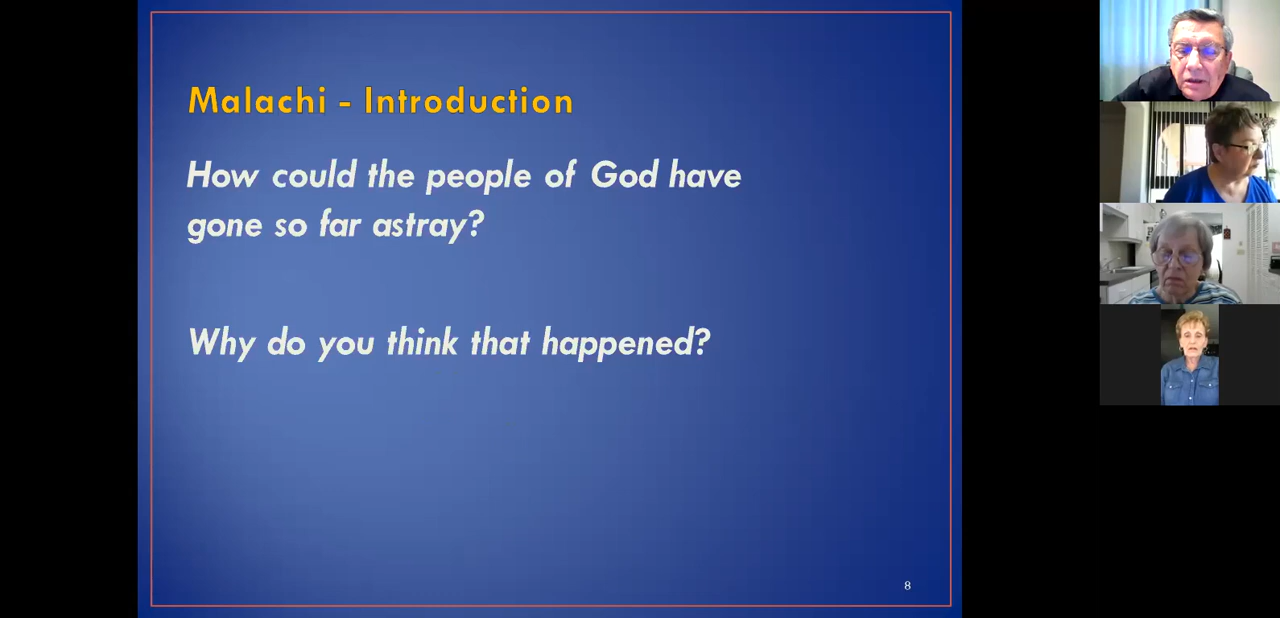 Malachi - Introduction
How could the people of God have
gone so far astray?
Why do you think that happened?
8